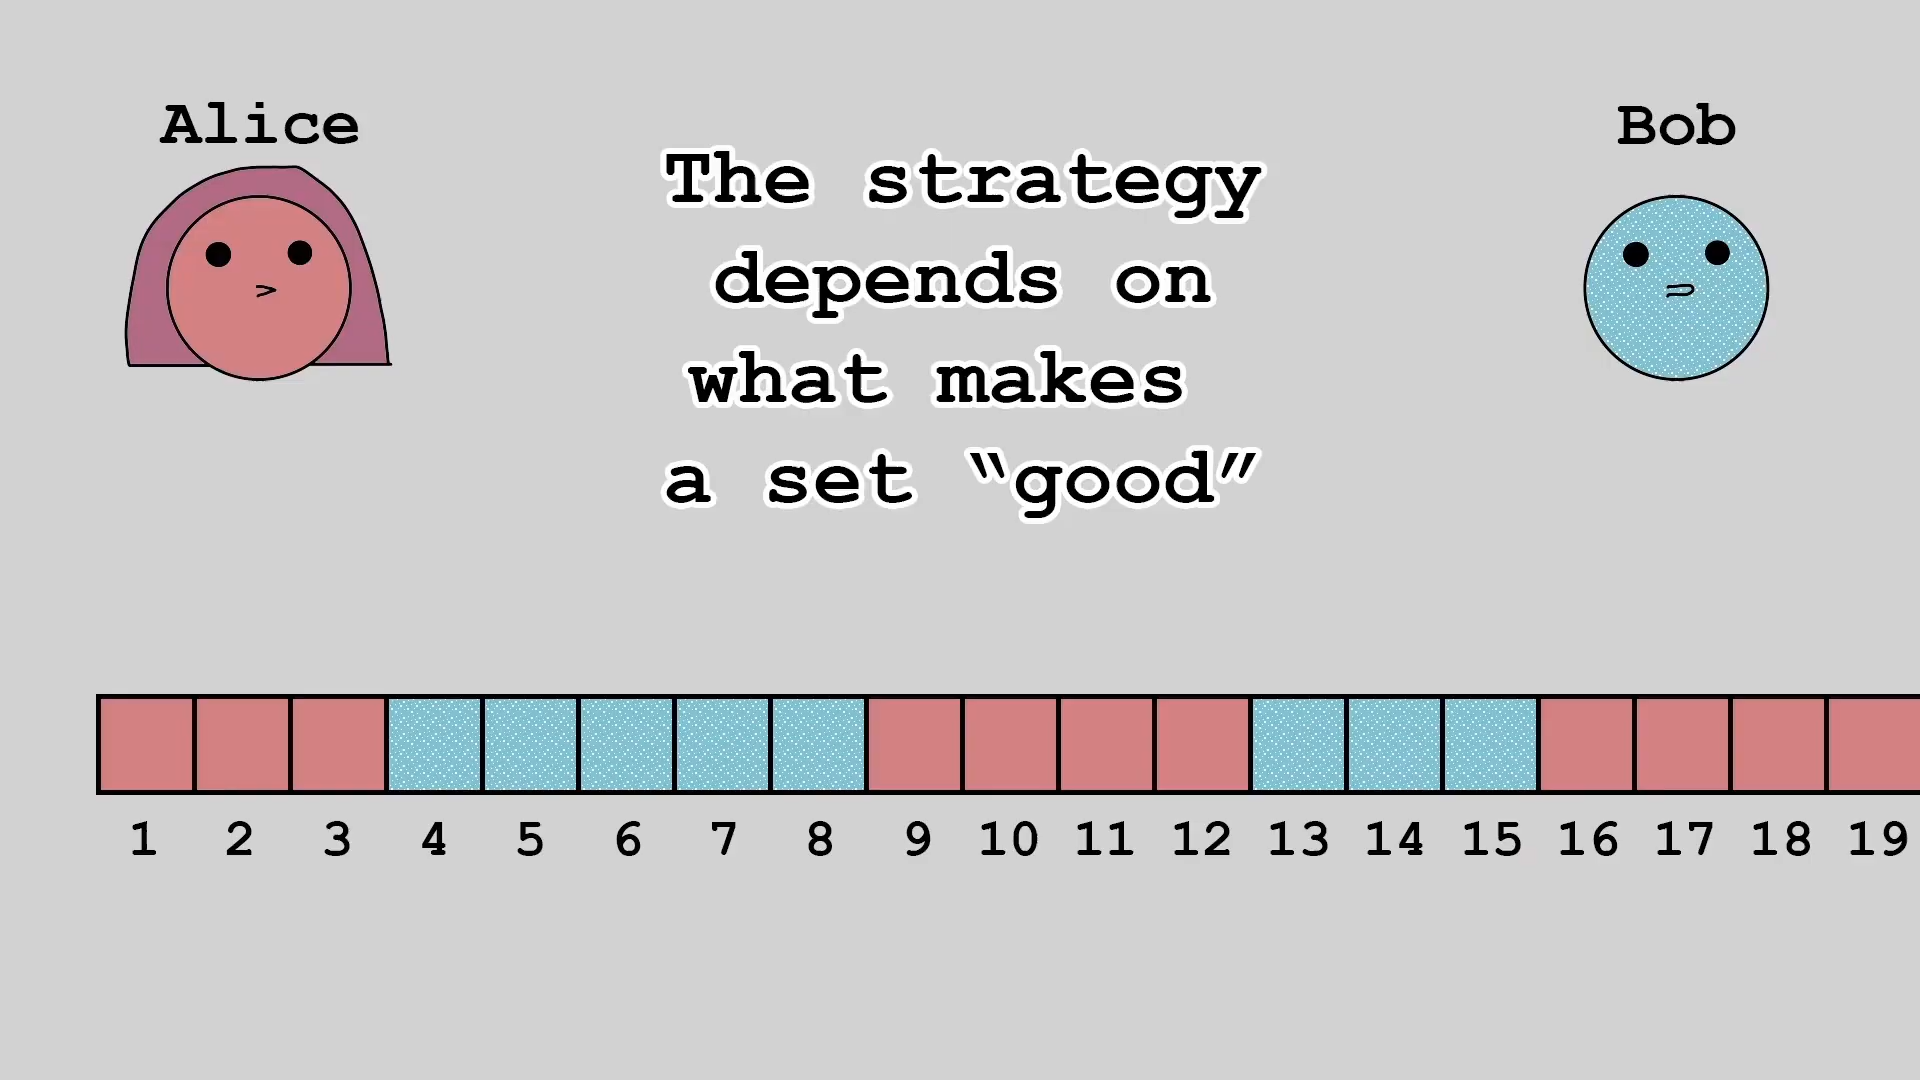 Alice
Bob
The strategy
depends on
what makes
a set “good”
1 2 3 4 5 6 7 8 9 10 11 12 13 14 15 16 17 18 19